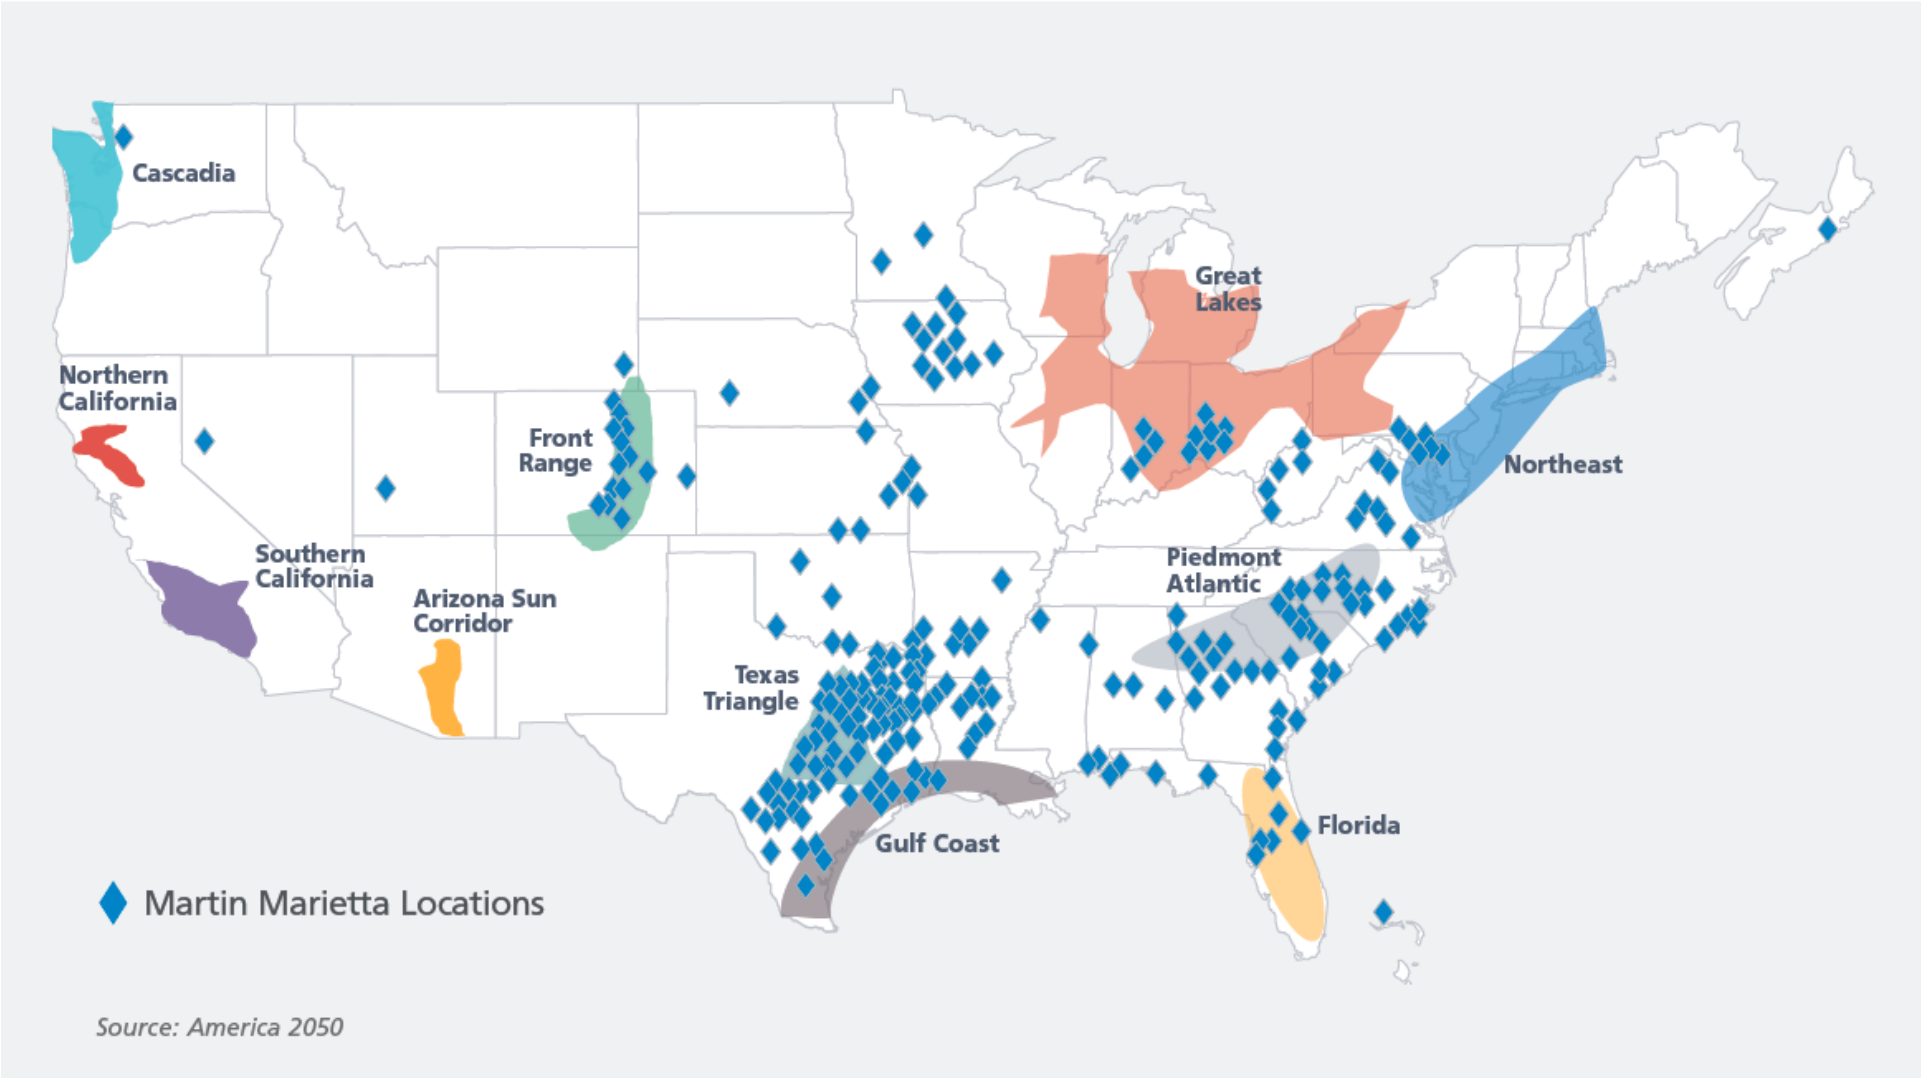 Cascadia
Great
Lakes
Northern
California
Front
Range
Northeast
Southern
California
Piedmont
Atlantic
Arizona Sun
Corridor
Texas
Triangle
Florida
Gulf Coast
Martin Marietta Locations
Source: America 2050